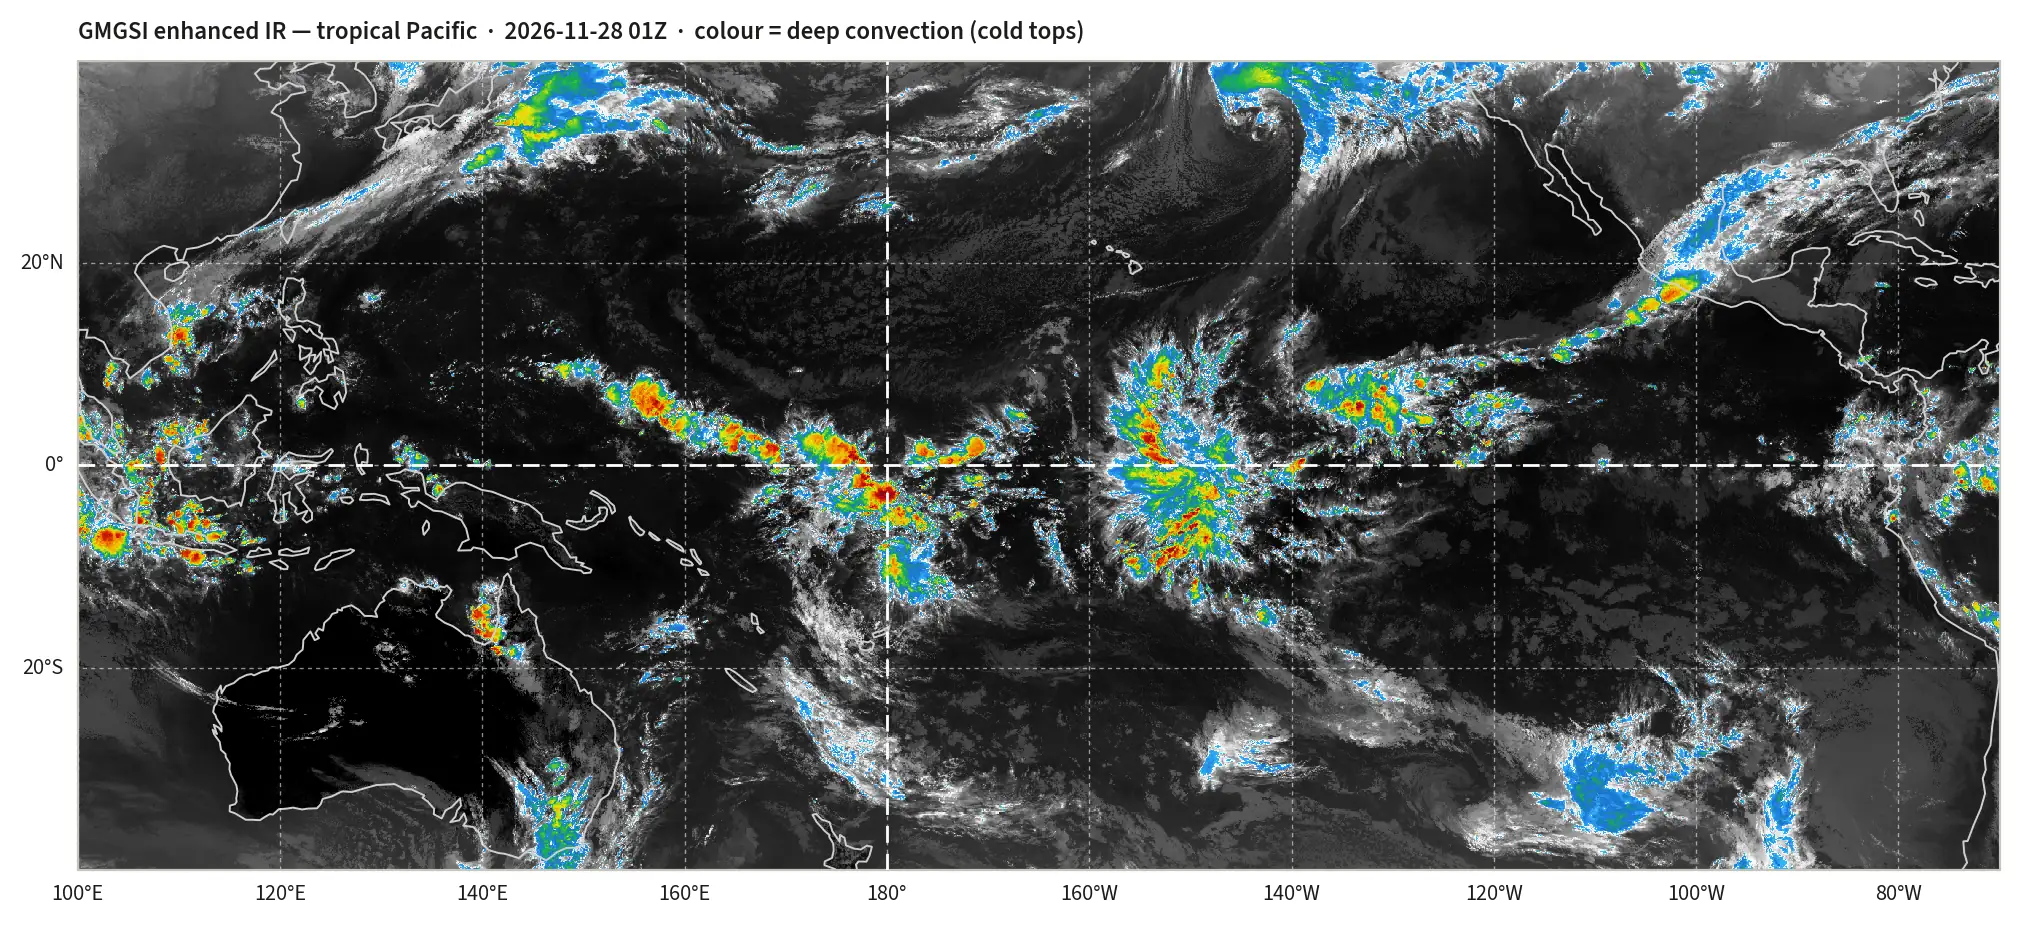 GMGSI enhanced IR — tropical Pacific · 2026-11-28 01Z · colour = deep convection (cold tops)
20°N
0°
20°S
100°E 120°E 140°E 160°E 180° 160°W 140°W 120°W 100°W 80°W